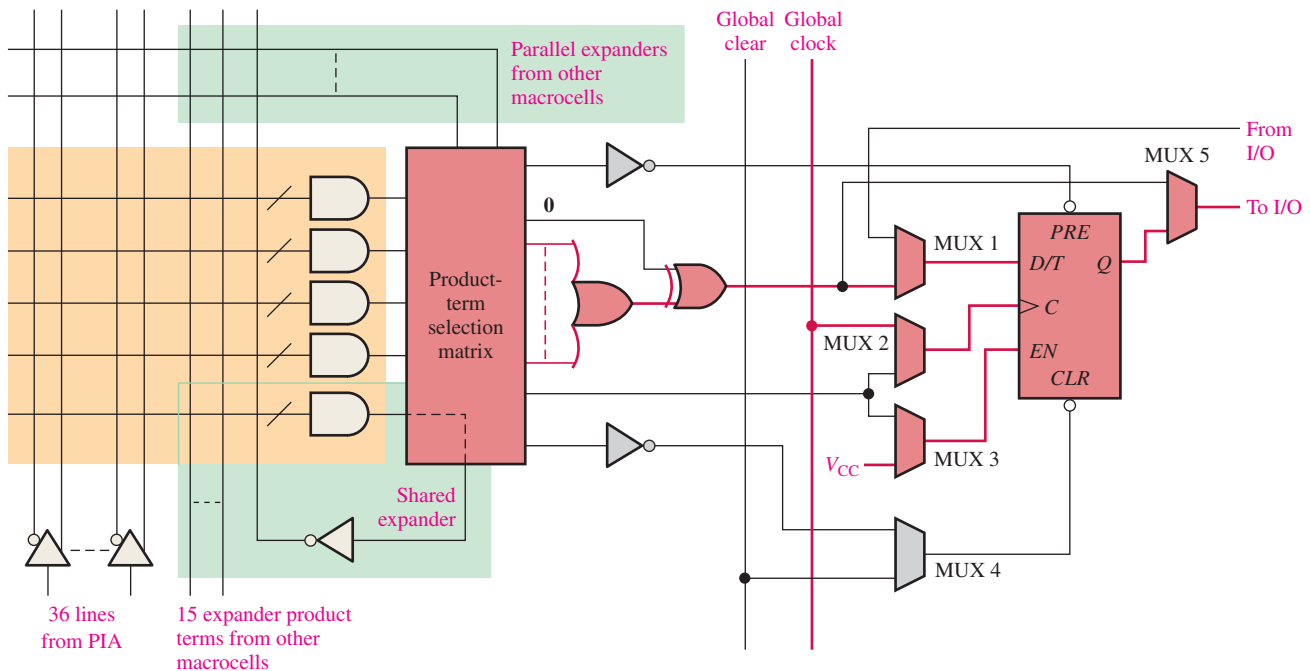 Global
clear
Global
clock
Parallel expanders
from other
macrocells
From
I/O
MUX 5
0
PRE
To I/O
MUX 1
D/T
Q
Product-
term
selection
matrix
C
MUX 2
EN
CLR
MUX 3
VCC
Shared
expander
MUX 4
36 lines
from PIA
15 expander product
terms from other
macrocells